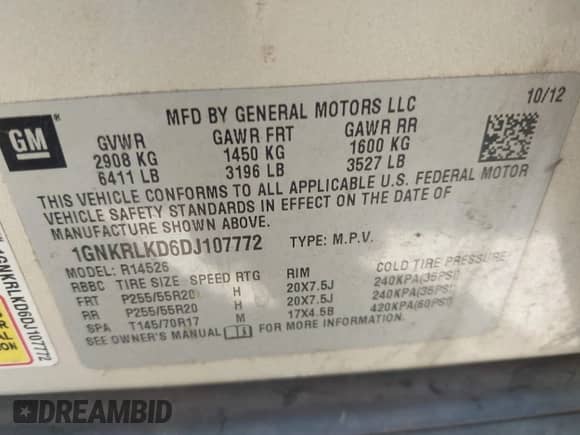 GM
MFD BY GENERAL MOTORS LLC
10/12
GVWR GAWR FRT GAWR RR
2908 KG 1450 KG 1600 KG
6411 LB 3196 LB 3527 LB
THIS VEHICLE CONFORMS TO ALL APPLICABLE U.S. FEDERAL MOTOR
VEHICLE SAFETY STANDARDS IN EFFECT ON THE DATE OF
MANUFACTURE SHOWN ABOVE.
1GNKRLKD6DJ107772 TYPE: M.P.V.
MODEL: R14526
RBBC TIRE SIZE SPEED RTG RIM COLD TIRE PRESSURE
FRT P255/55R20 H 20X7.5J 240KPA(35PSI)
RR P255/55R20 H 20X7.5J 240KPA(35PSI)
SPA T145/70R17 M 17X4.5B 420KPA(60PSI)
SEE OWNER'S MANUAL FOR MORE INFORMATION.
1GNKRLKD6DJ107772
DREAMBID